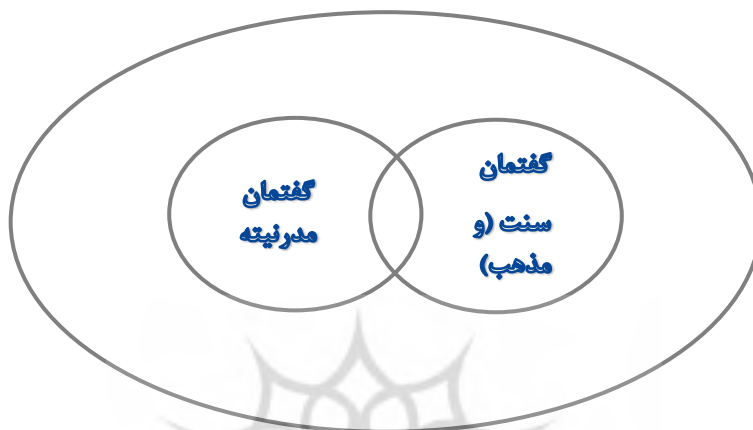 گفتمان
سنت (و
مذهب)
گفتمان
مدرنیته